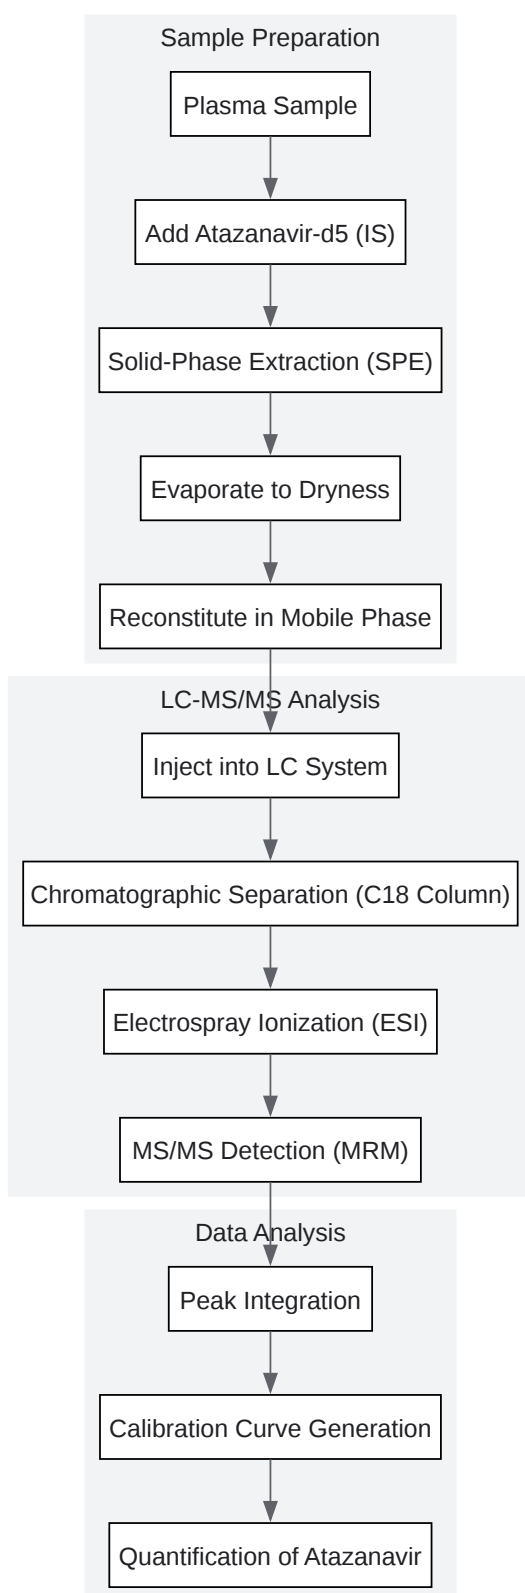 Sample Preparation
Plasma Sample
Add Atazanavir-d5 (IS)
Solid-Phase Extraction (SPE)
Evaporate to Dryness
Reconstitute in Mobile Phase
LC-MS/MS Analysis
Inject into LC System
Chromatographic Separation (C18 Column)
Electrospray Ionization (ESI)
MS/MS Detection (MRM)
Data Analysis
Peak Integration
Calibration Curve Generation
Quantification of Atazanavir